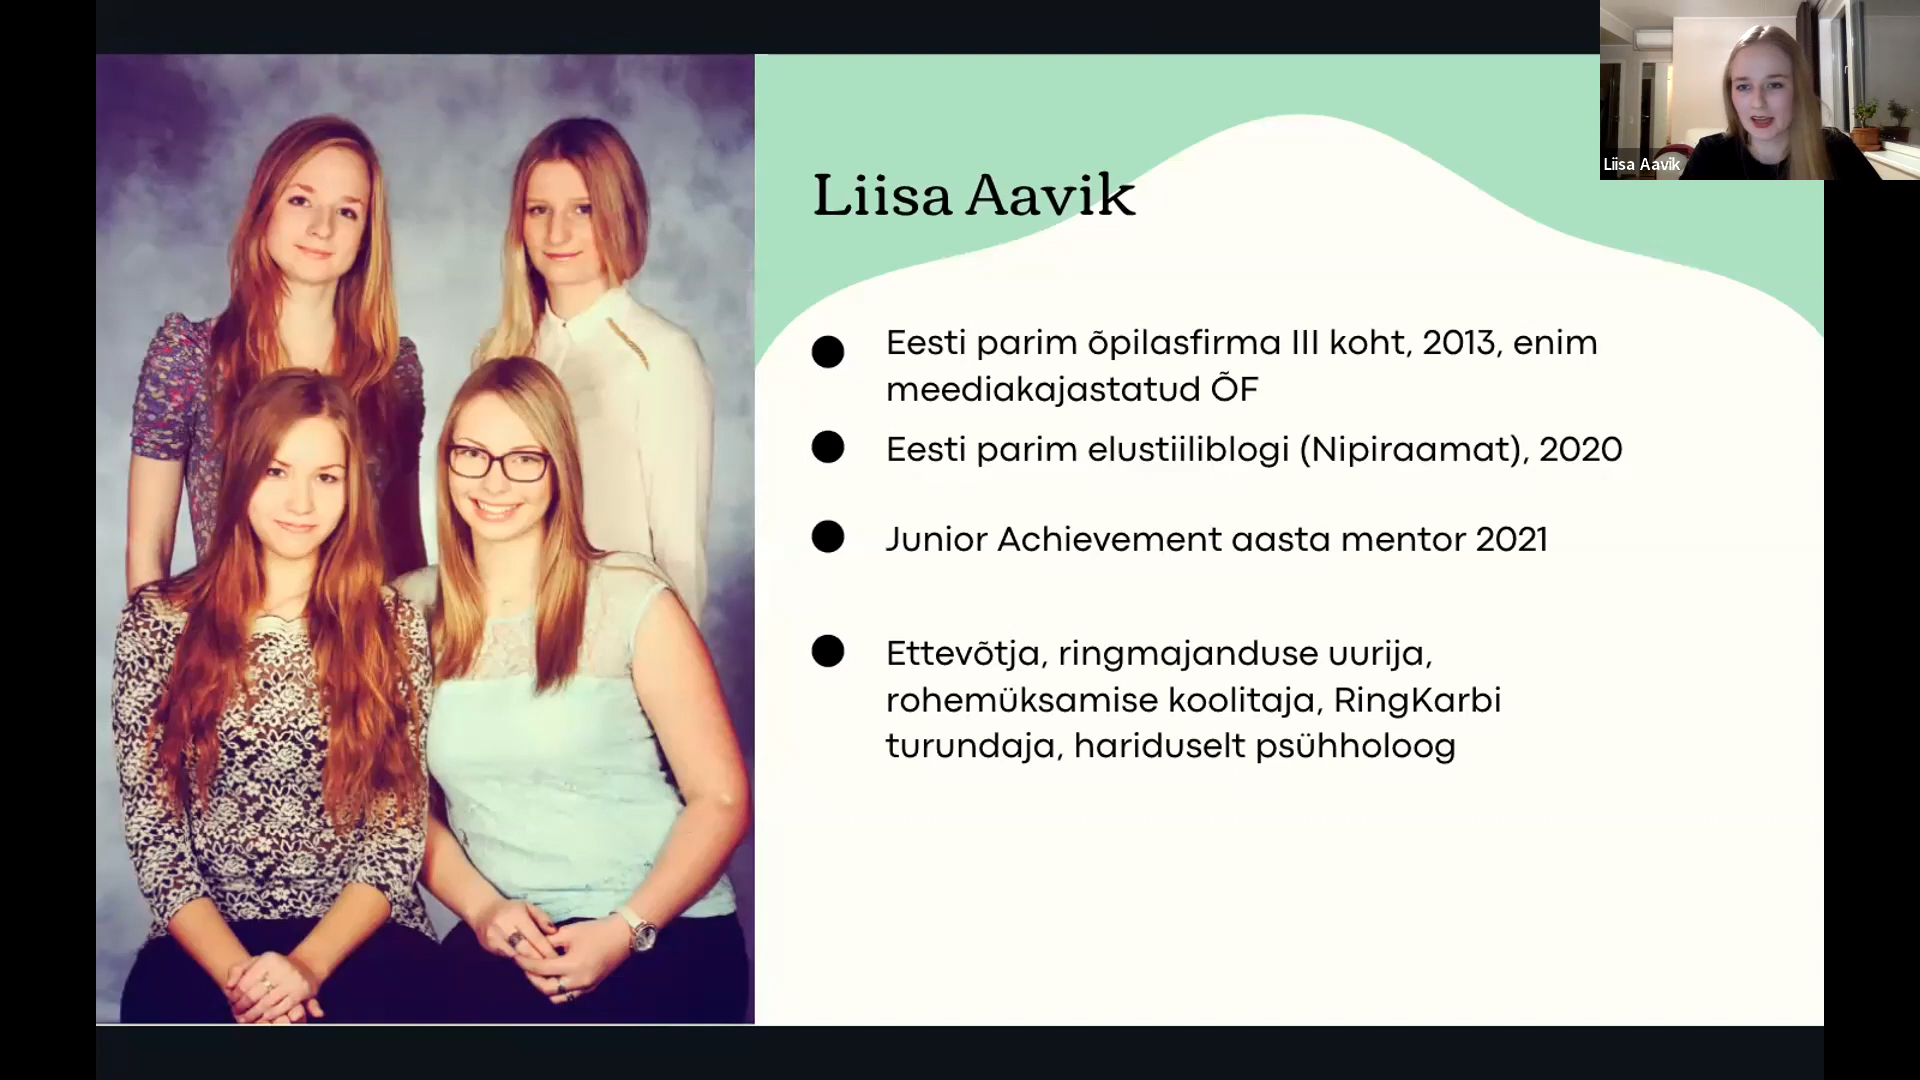 Liisa Aavik
Liisa Aavik
Eesti parim õpilasfirma III koht, 2013, enim
meediakajastatud ÕF
Eesti parim elustiiliblogi (Nipiraamat), 2020
Junior Achievement aasta mentor 2021
Ettevõtja, ringmajanduse uurija,
rohemüksamise koolitaja, RingKarbi
turundaja, hariduselt psühholoog